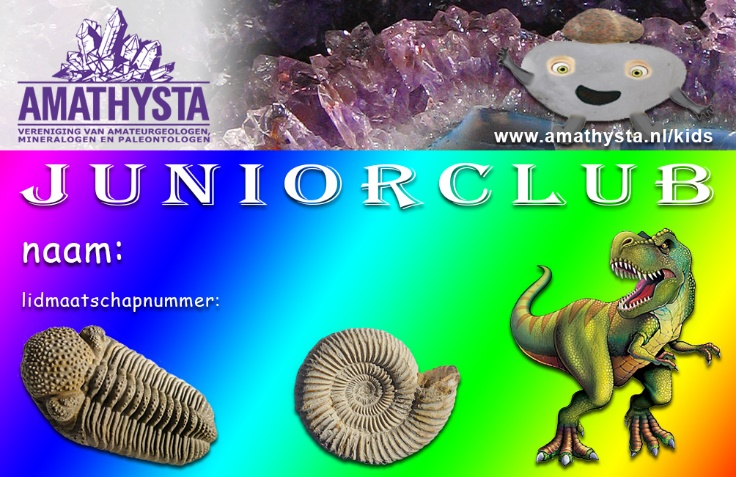 AMATHYSTA
VERENIGING VAN AMATEURGEOLOGEN,
MINERALOGEN EN PALEONTOLOGEN
www.amathysta.nl/kids
JUNIORCLUB
naam:
lidmaatschapnummer: